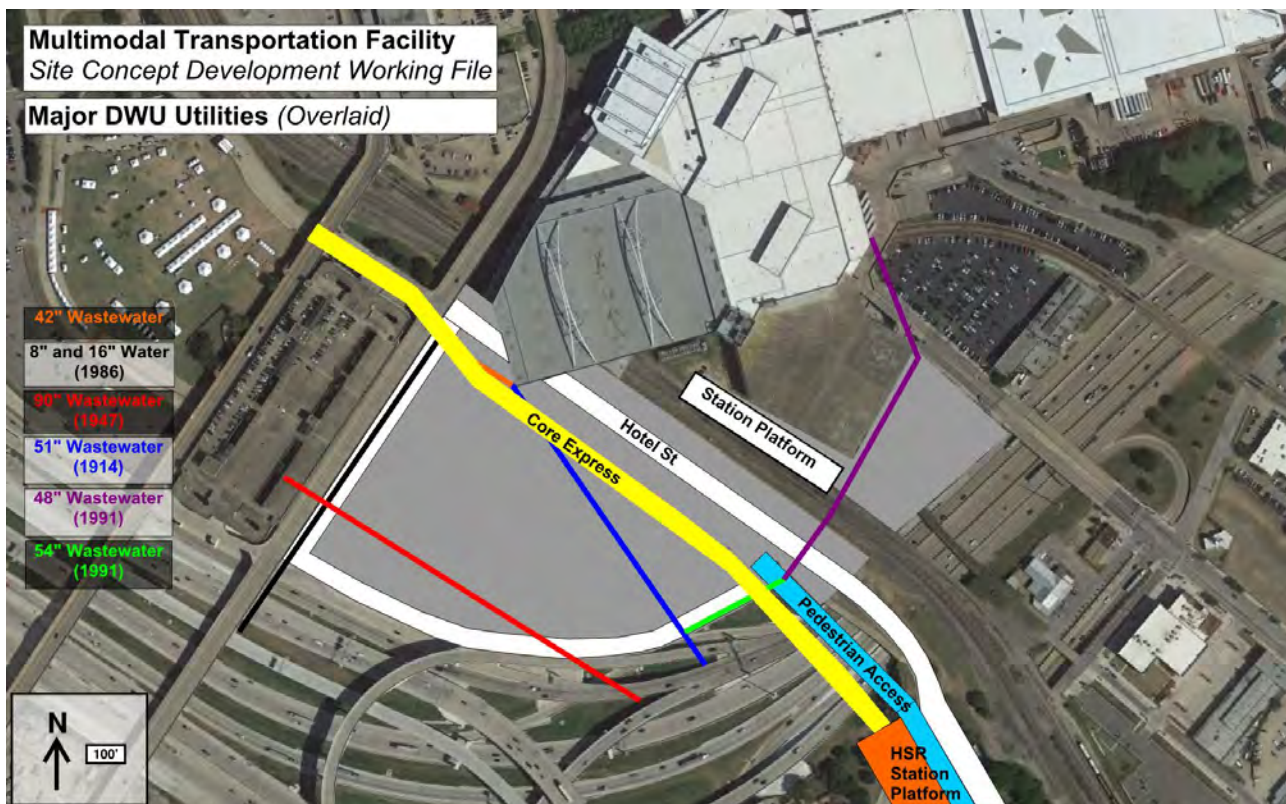 Multimodal Transportation Facility
Site Concept Development Working File
Major DWU Utilities (Overlaid)
42" Wastewater
8" and 16" Water
(1986)
90" Wastewater
(1947)
51" Wastewater
(1914)
48" Wastewater
(1991)
54" Wastewater
(1991)
Core Express
Hotel St
Station Platform
Pedestrian Access
HSR
Station
Platform
N
100'